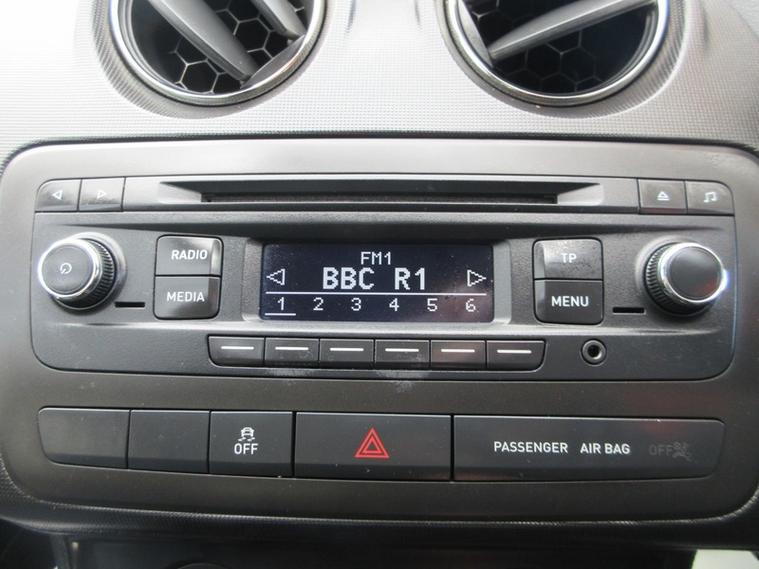 RADIO
MEDIA
FM1
BBC R1
1 2 3 4 5 6
TP
MENU
OFF
PASSENGER AIR BAG OFF